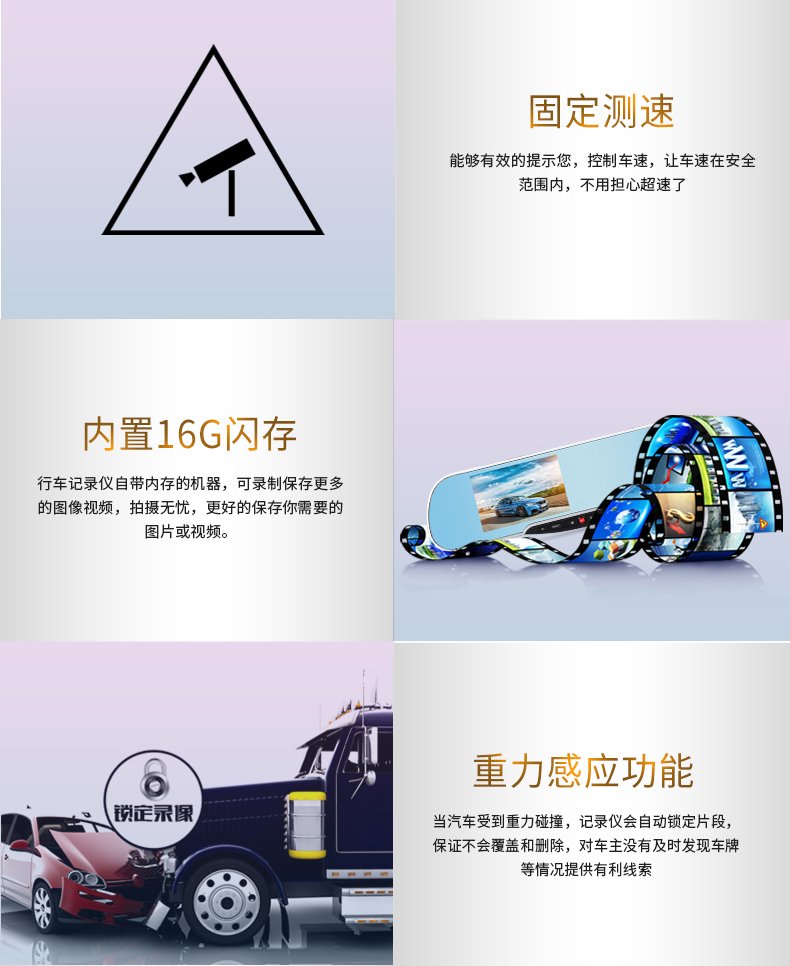 固定测速
能够有效的提示您，控制车速，让车速在安全
范围内，不用担心超速了
内置16G闪存
行车记录仪自带内存的机器，可录制保存更多
的图像视频，拍摄无忧，更好的保存你需要的
图片或视频。
锁定录像
重力感应功能
当汽车受到重力碰撞，记录仪会自动锁定片段，
保证不会覆盖和删除，对车主没有及时发现车牌
等情况提供有利线索